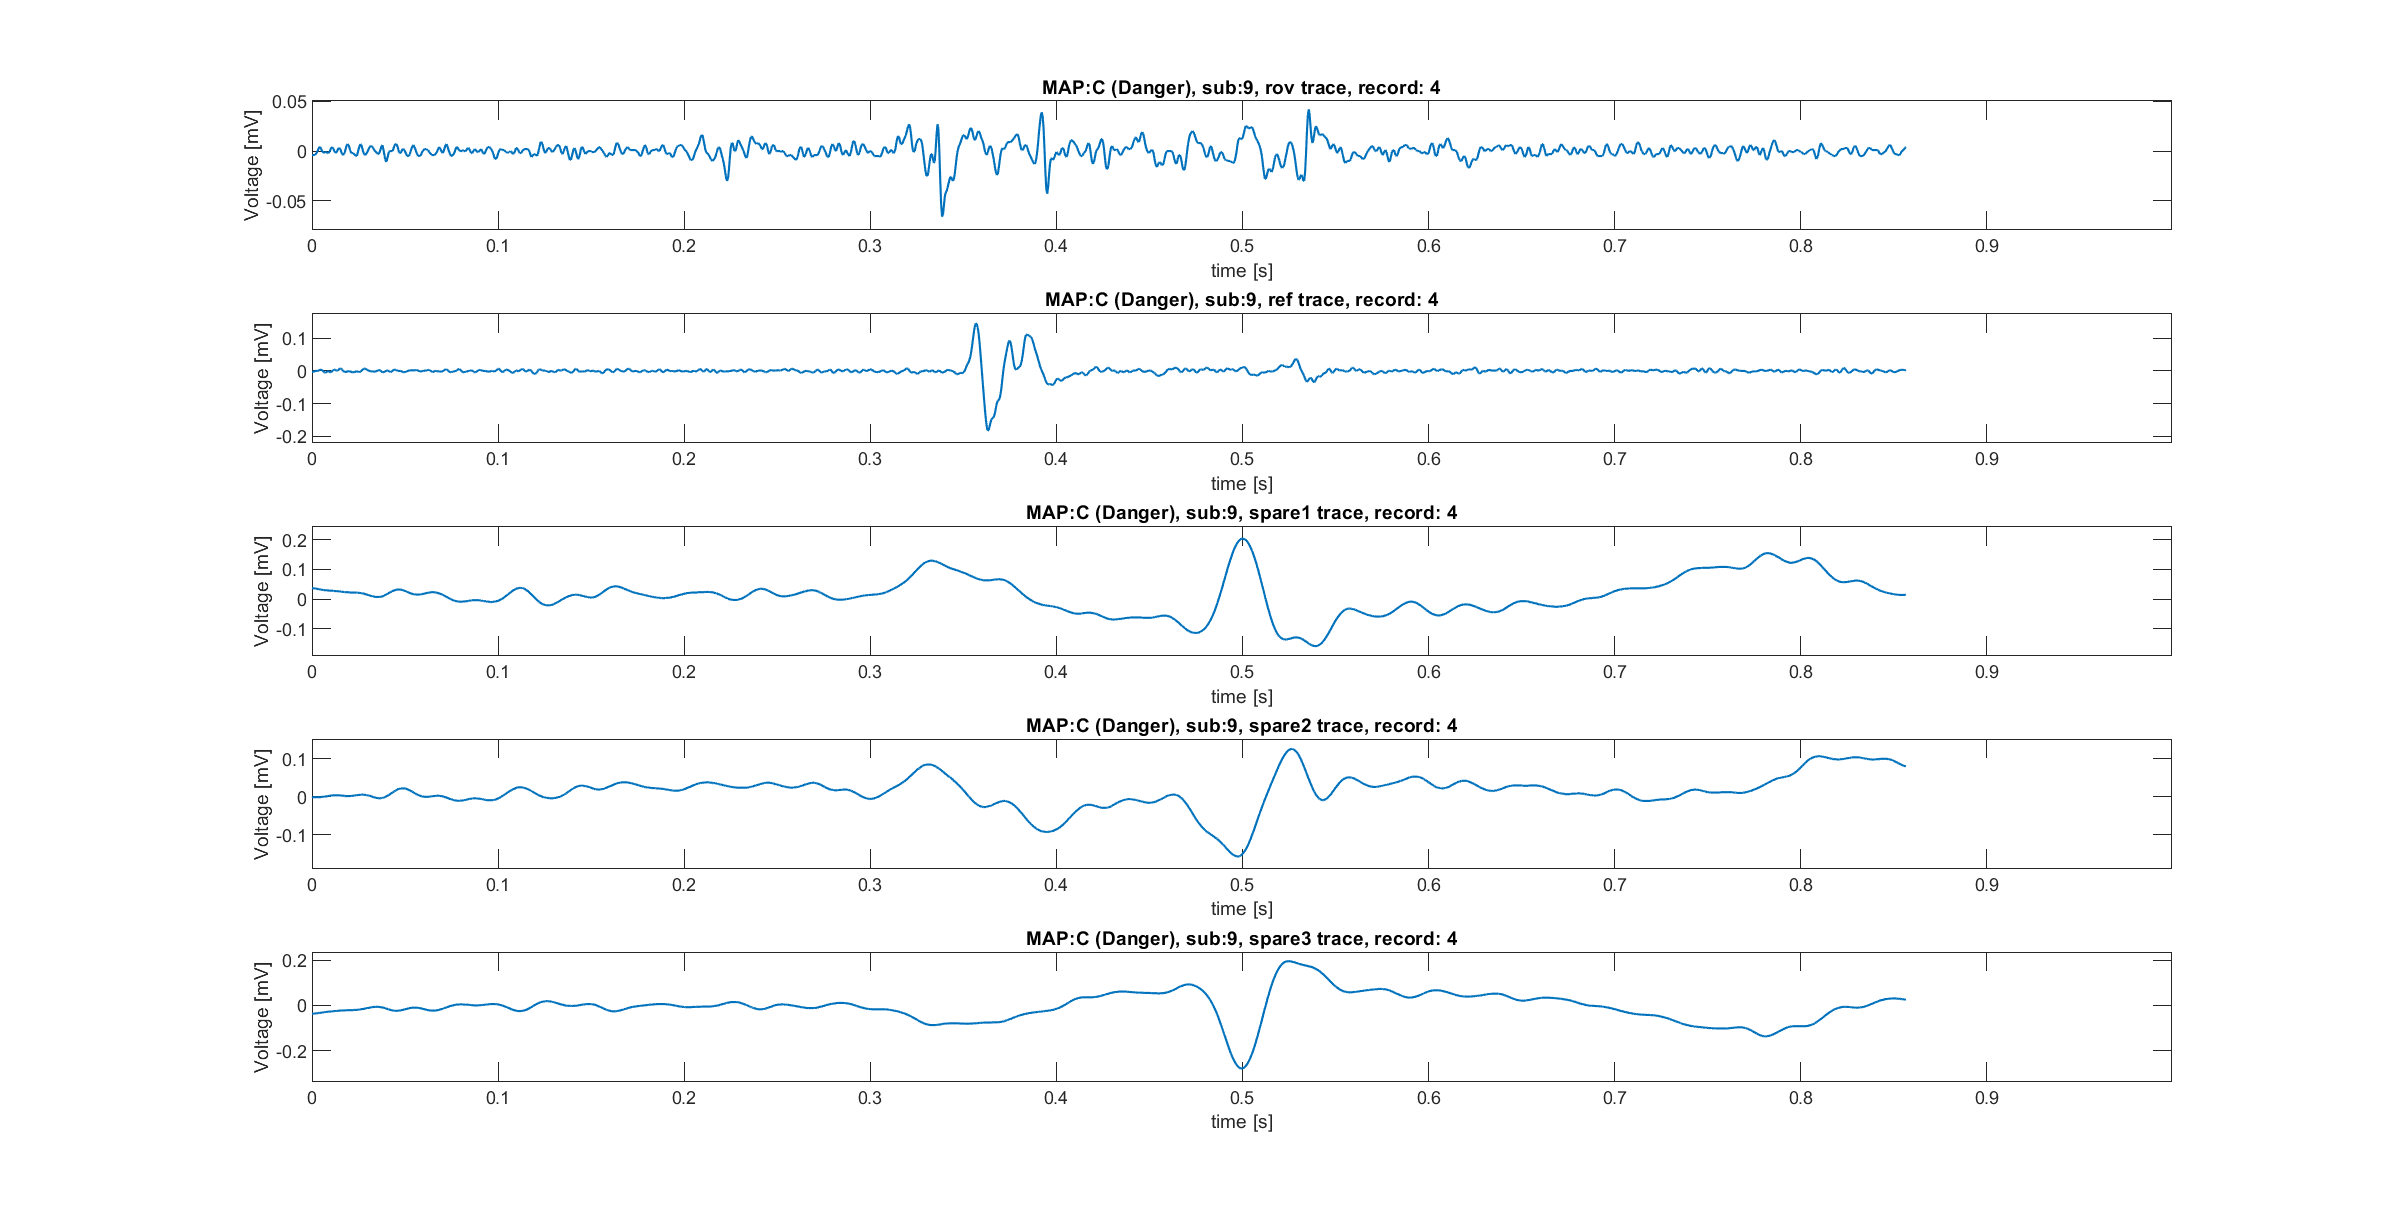 MAP:C (Danger), sub:9, rov trace, record: 4
Voltage [mV]
0.05
0
-0.05
0 0.1 0.2 0.3 0.4 0.5 0.6 0.7 0.8 0.9
time [s]
MAP:C (Danger), sub:9, ref trace, record: 4
Voltage [mV]
0.1
0
-0.1
-0.2
0 0.1 0.2 0.3 0.4 0.5 0.6 0.7 0.8 0.9
time [s]
MAP:C (Danger), sub:9, spare1 trace, record: 4
Voltage [mV]
0.2
0.1
0
-0.1
0 0.1 0.2 0.3 0.4 0.5 0.6 0.7 0.8 0.9
time [s]
MAP:C (Danger), sub:9, spare2 trace, record: 4
Voltage [mV]
0.1
0
-0.1
0 0.1 0.2 0.3 0.4 0.5 0.6 0.7 0.8 0.9
time [s]
MAP:C (Danger), sub:9, spare3 trace, record: 4
Voltage [mV]
0.2
0
-0.2
0 0.1 0.2 0.3 0.4 0.5 0.6 0.7 0.8 0.9
time [s]